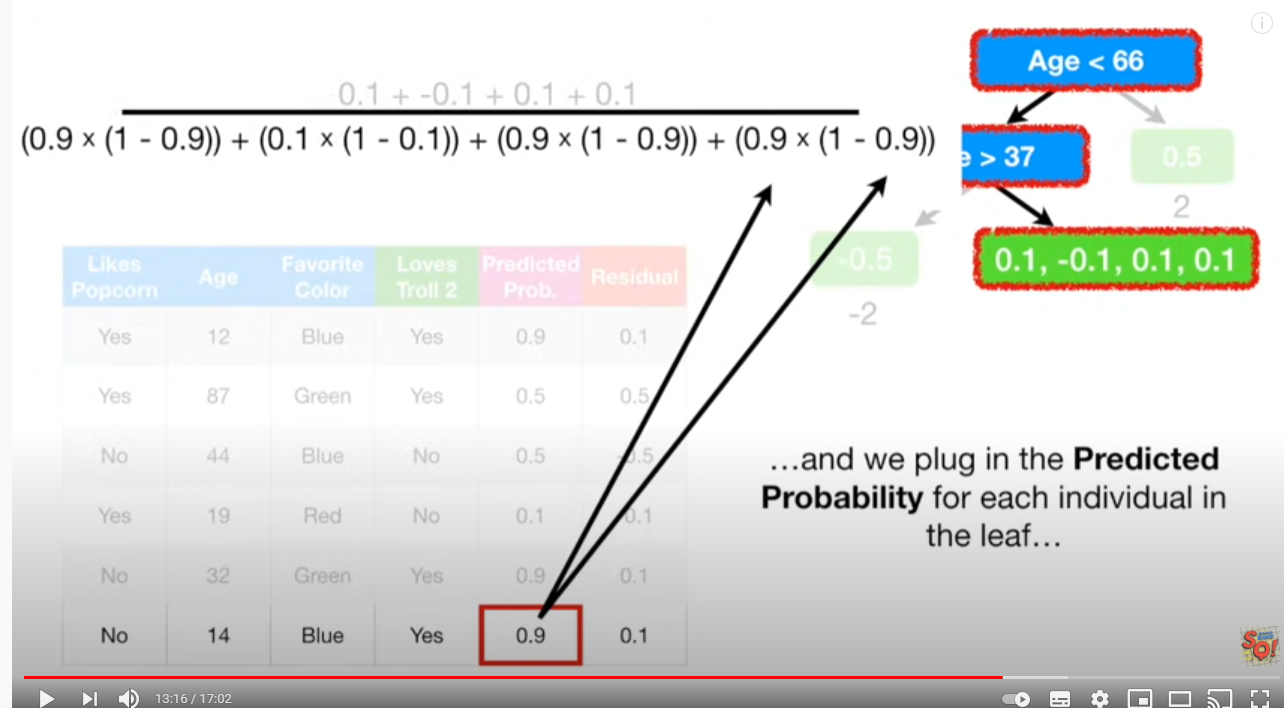 Age < 66
0.1 + -0.1 + 0.1 + 0.1
(0.9 × (1 - 0.9)) + (0.1 × (1 - 0.1)) + (0.9 × (1 - 0.9)) + (0.9 × (1 - 0.9))
e > 37
0.5
2
-0.5
-2
0.1, -0.1, 0.1, 0.1
Likes Popcorn Age Favorite Color Loves Troll 2 Predicted Prob. Residual
Yes 12 Blue Yes 0.9 0.1
Yes 87 Green Yes 0.5 0.5
No 44 Blue No 0.5 -0.5
Yes 19 Red No 0.1 -0.1
No 32 Green Yes 0.9 0.1
No 14 Blue Yes 0.9 0.1
…and we plug in the Predicted
Probability for each individual in
the leaf…
SQ!
13:16 / 17:02